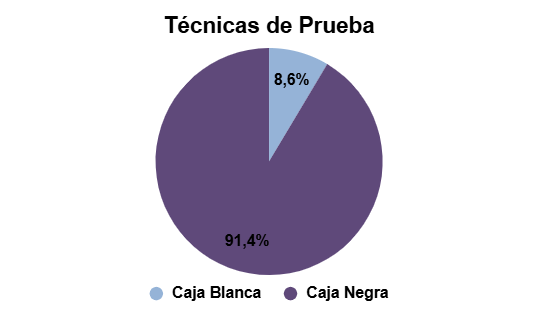 Técnicas de Prueba
8,6%
91,4%
Caja Blanca
Caja Negra